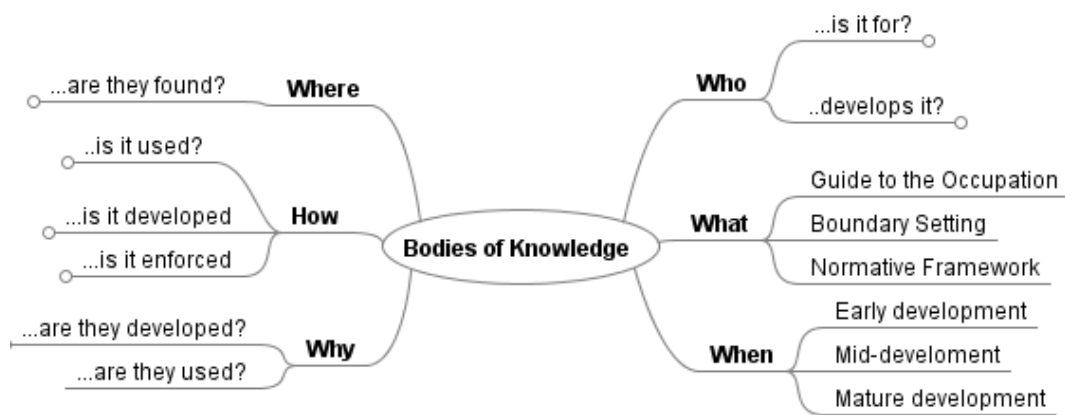 Bodies of Knowledge
Who
...is it for?
..develops it?
What
Guide to the Occupation
Boundary Setting
Normative Framework
When
Early development
Mid-develoment
Mature development
Where
...are they found?
How
..is it used?
...is it developed
...is it enforced
Why
...are they developed?
...are they used?